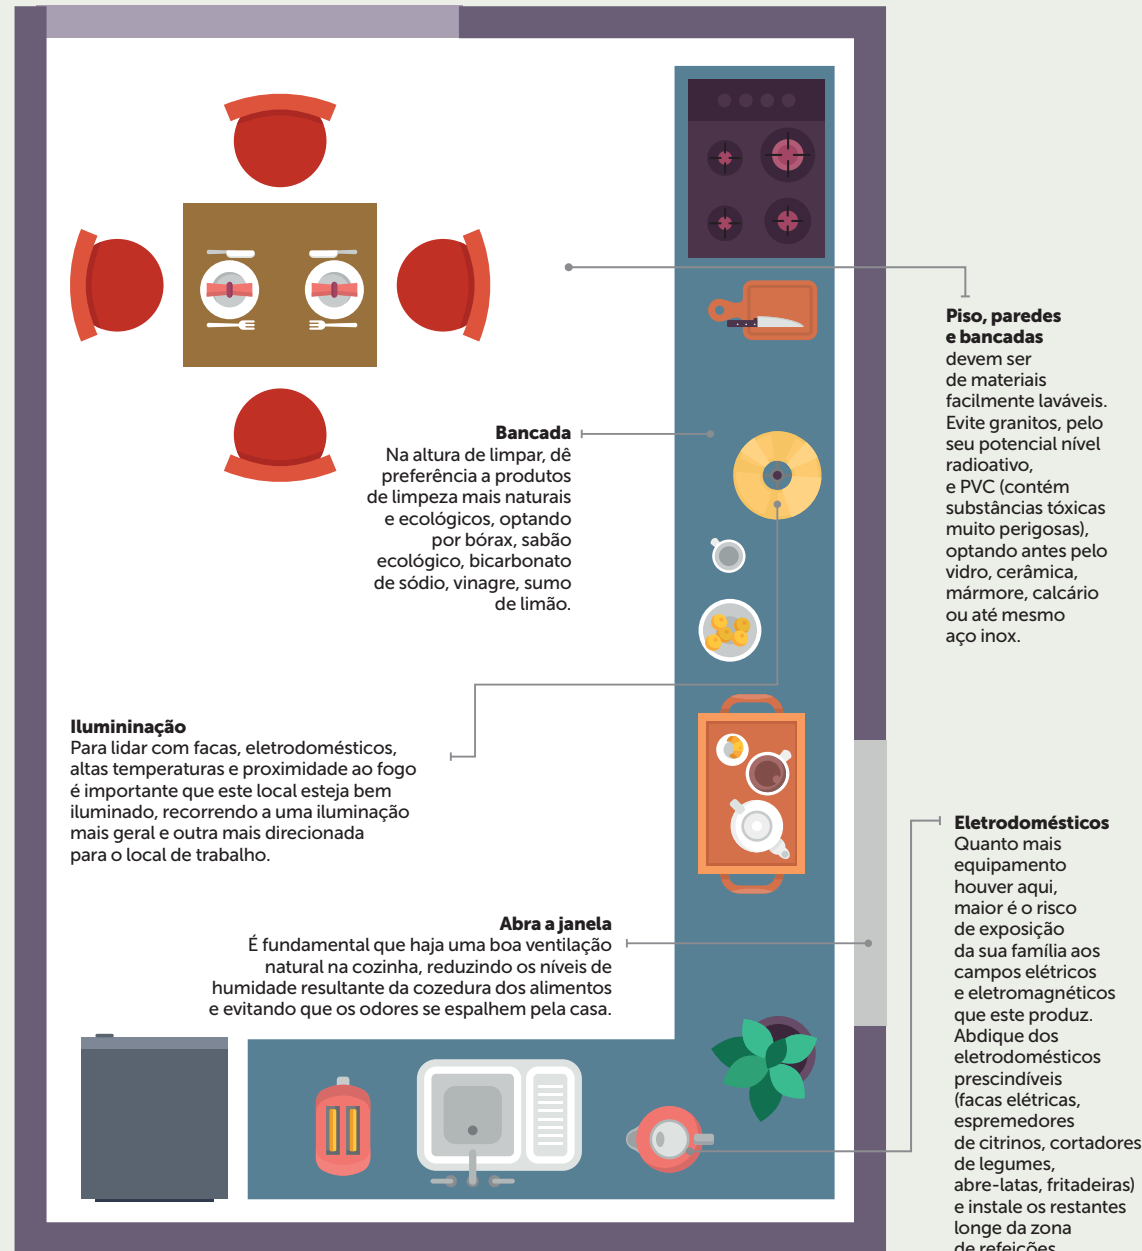 Piso, paredes
e bancadas
devem ser
de materiais
facilmente laváveis.
Evite granitos, pelo
seu potencial nível
radioativo,
e PVC (contém
substâncias tóxicas
muito perigosas),
optando antes pelo
vidro, cerâmica,
mármore, calcário
ou até mesmo
aço inox.
Bancada
Na altura de limpar, dê
preferência a produtos
de limpeza mais naturais
e ecológicos, optando
por bórax, sabão
ecológico, bicarbonato
de sódio, vinagre, sumo
de limão.
Ilumininação
Para lidar com facas, eletrodomésticos,
altas temperaturas e proximidade ao fogo
é importante que este local esteja bem
iluminado, recorrendo a uma iluminação
mais geral e outra mais direcionada
para o local de trabalho.
Abra a janela
É fundamental que haja uma boa ventilação
natural na cozinha, reduzindo os níveis de
humidade resultante da cozedura dos alimentos
e evitando que os odores se espalhem pela casa.
Eletrodomésticos
Quanto mais
equipamento
houver aqui,
maior é o risco
de exposição
da sua família aos
campos elétricos
e eletromagnéticos
que este produz.
Abdique dos
eletrodomésticos
prescindíveis
(facas elétricas,
espremedores
de citrinos, cortadores
de legumes,
abre-latas, fritadeiras)
e instale os restantes
longe da zona
de refeições